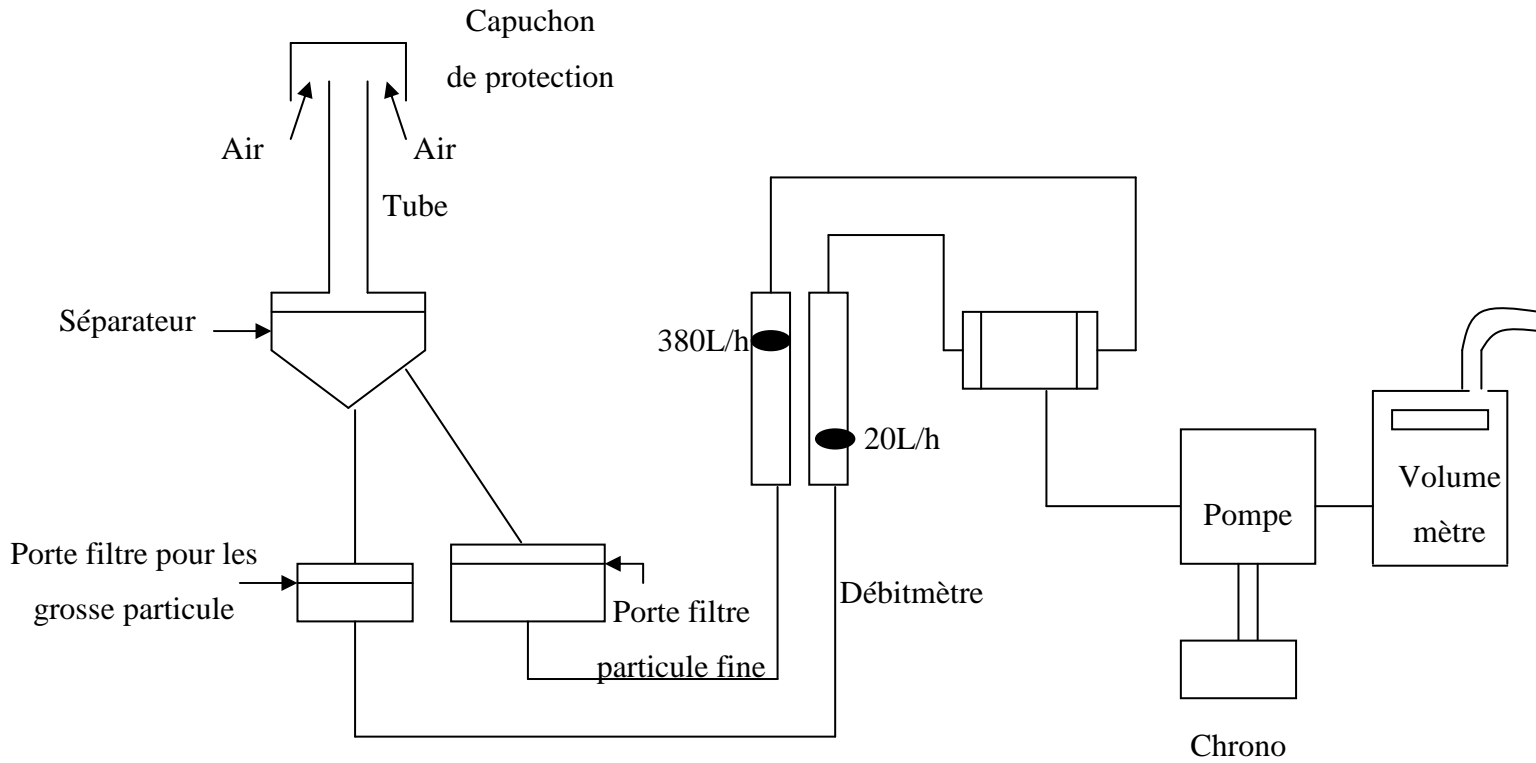 Capuchon
de protection
Air
Air
Tube
Séparateur
380L/h
20L/h
Volume
mètre
Pompe
Porte filtre pour les
grosse particule
Débitmètre
Porte filtre
particule fine
Chrono